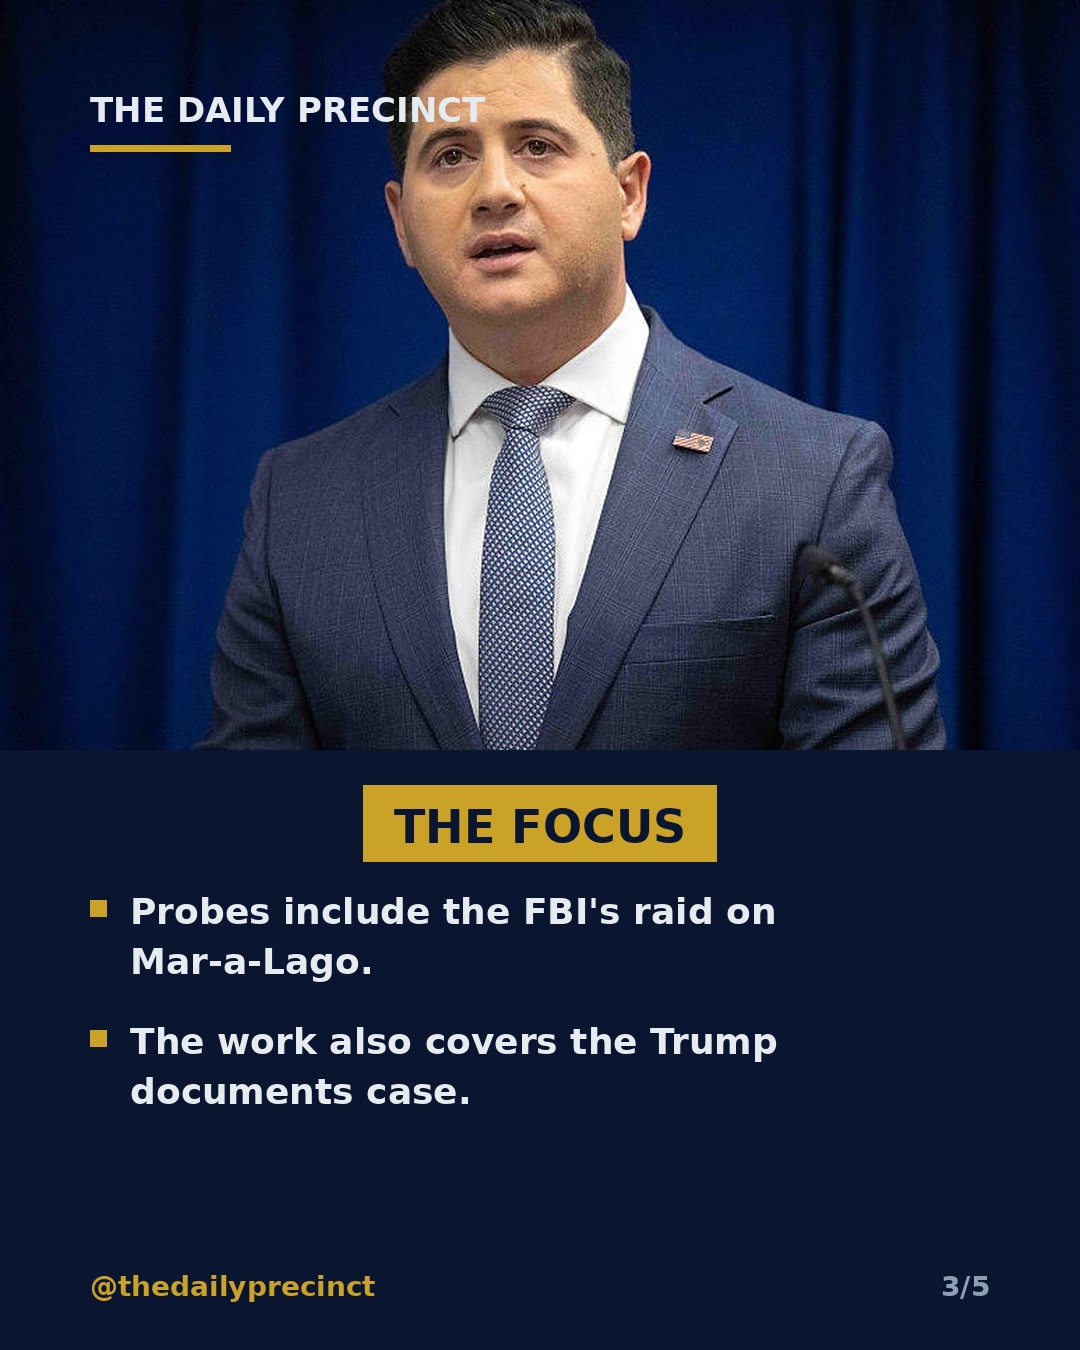 THE DAILY PRECINCT
THE FOCUS
Probes include the FBI's raid on
Mar-a-Lago.
The work also covers the Trump
documents case.
@thedailyprecinct
3/5